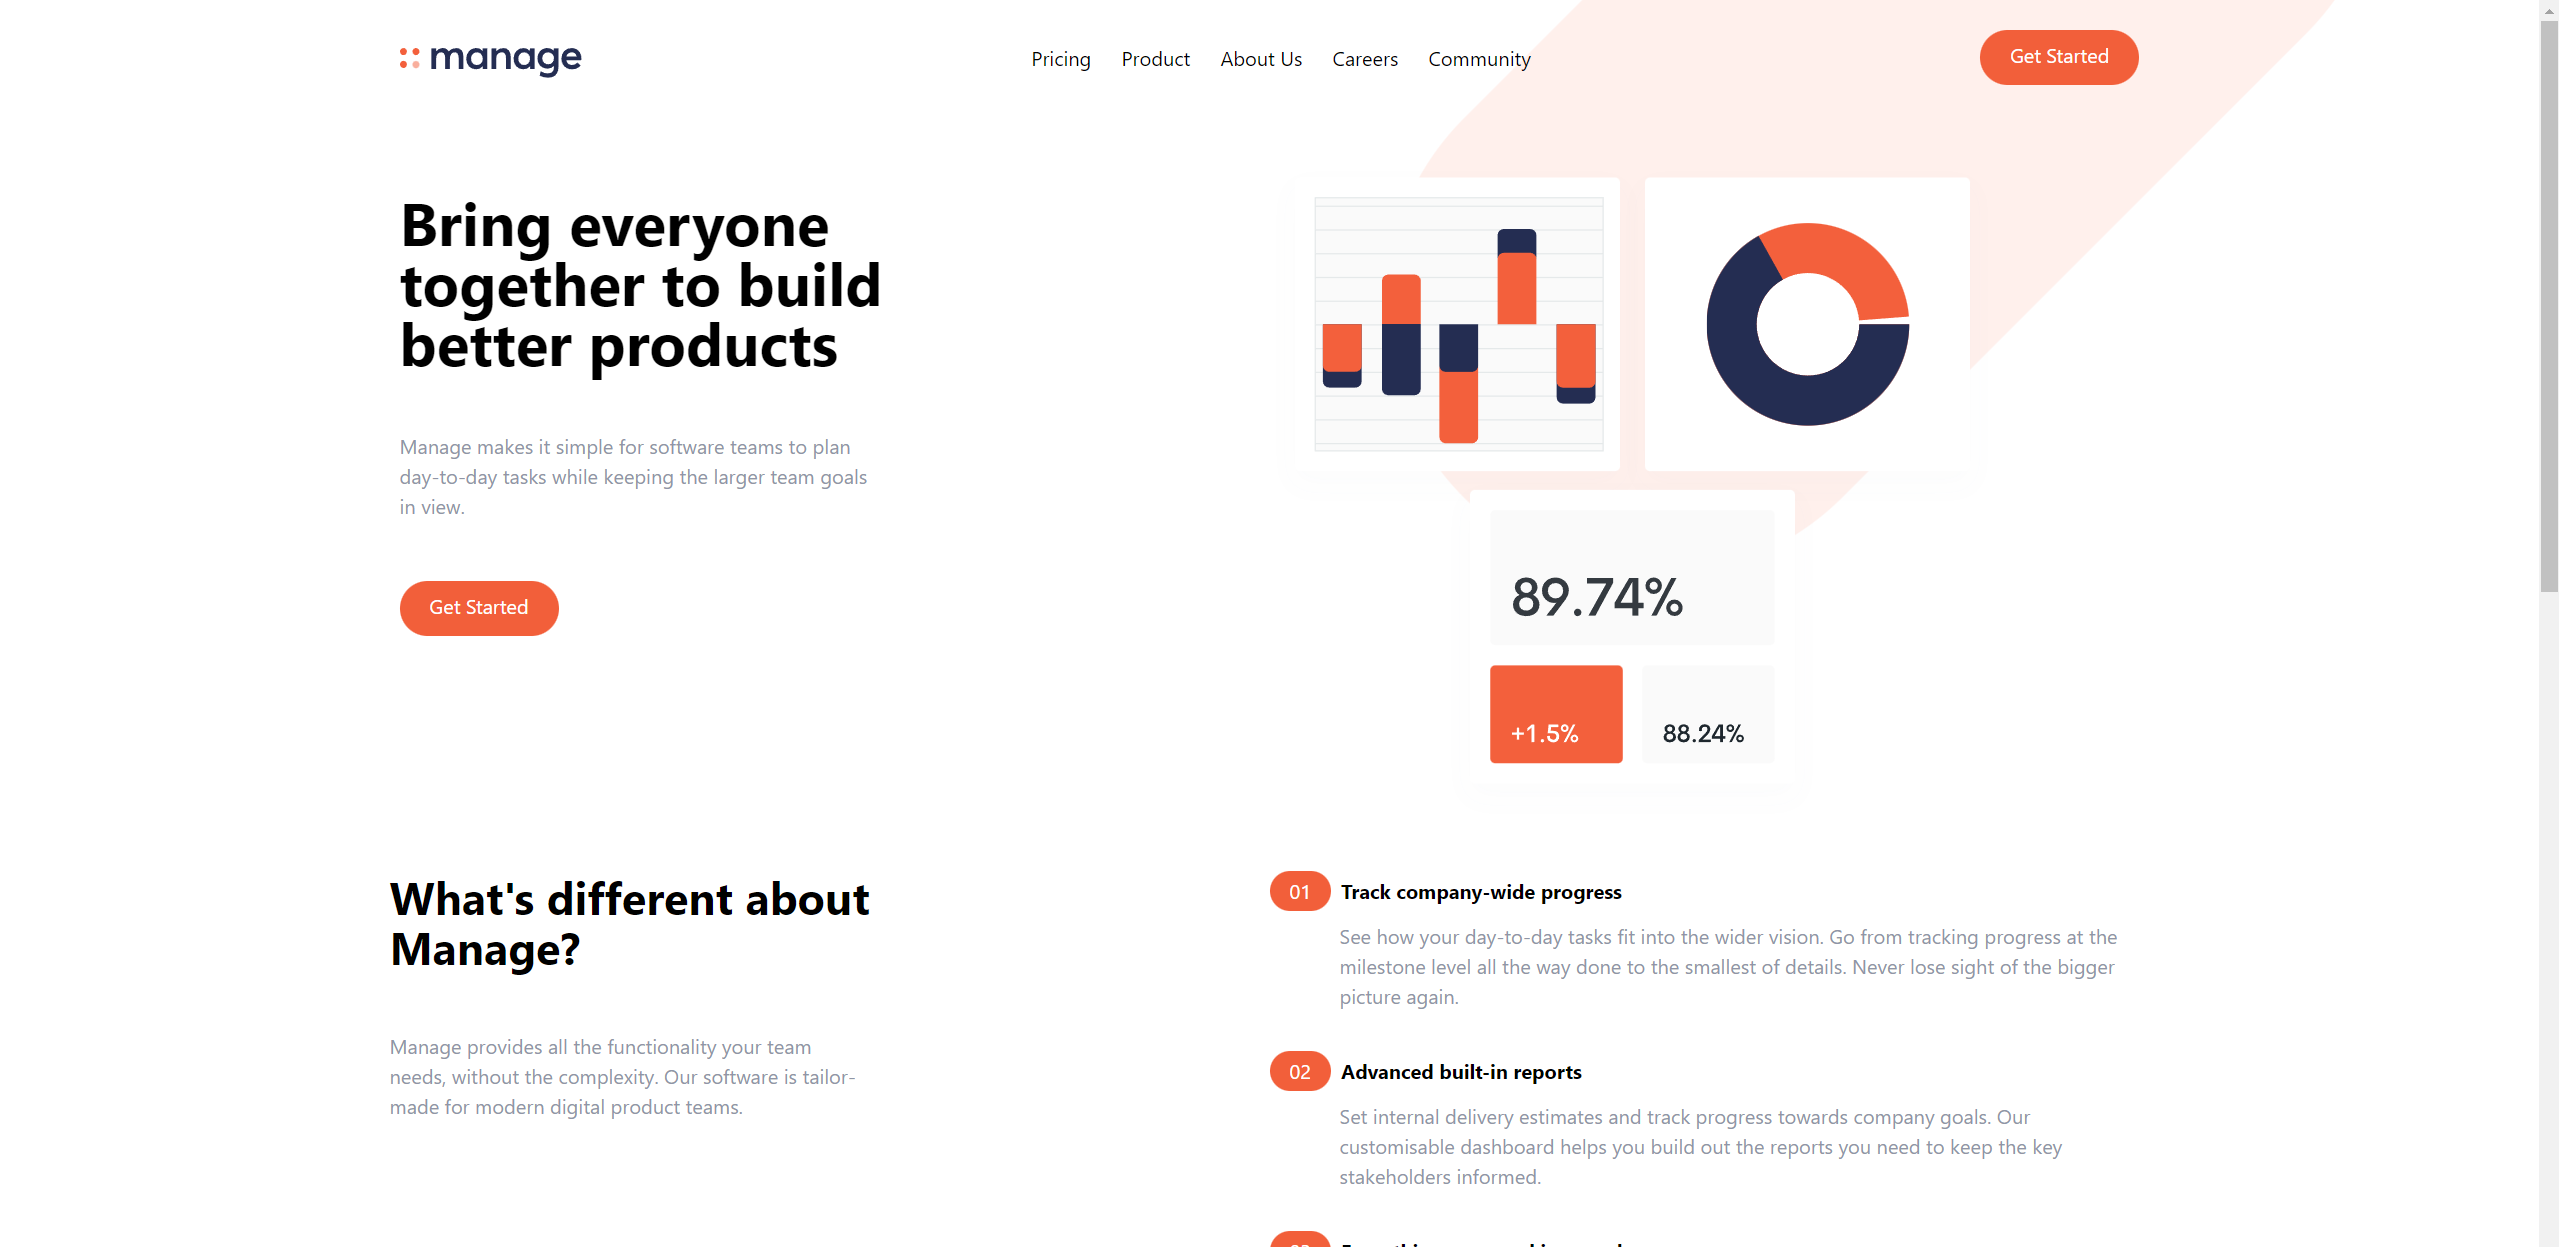 manage
Pricing Product About Us Careers Community
Get Started
Bring everyone
together to build
better products
Manage makes it simple for software teams to plan
day-to-day tasks while keeping the larger team goals
in view.
Get Started
89.74%
+1.5% 88.24%
What's different about
Manage?
Manage provides all the functionality your team
needs, without the complexity. Our software is tailor-
made for modern digital product teams.
01 Track company-wide progress
See how your day-to-day tasks fit into the wider vision. Go from tracking progress at the
milestone level all the way done to the smallest of details. Never lose sight of the bigger
picture again.
02 Advanced built-in reports
Set internal delivery estimates and track progress towards company goals. Our
customisable dashboard helps you build out the reports you need to keep the key
stakeholders informed.